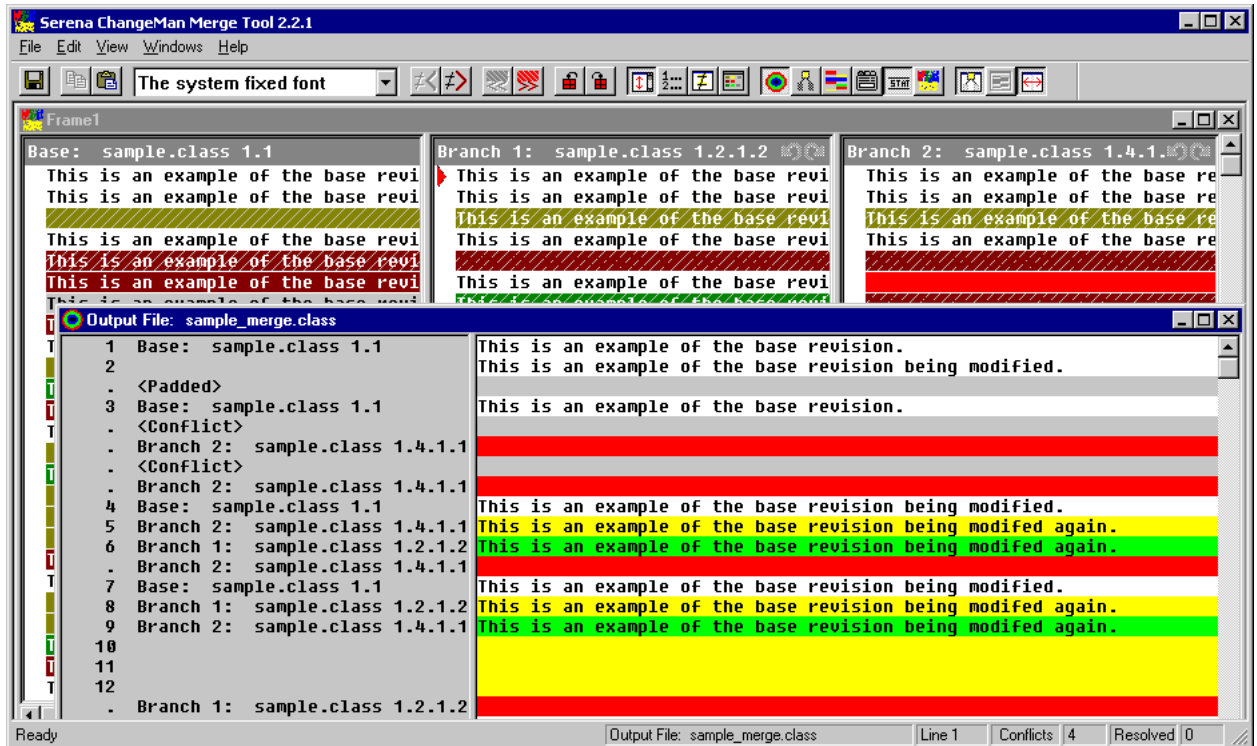 Serena ChangeMan Merge Tool 2.2.1
File Edit View Windows Help
The system fixed font
STAT
Frame1
Base: sample.class 1.1
This is an example of the base revi
This is an example of the base revi
This is an example of the base revi
This is an example of the base revi
This is an example of the base revi
Branch 1: sample.class 1.2.1.2
This is an example of the base revi
This is an example of the base revi
This is an example of the base revi
This is an example of the base revi
This is an example of the base revi
Branch 2: sample.class 1.4.1.
This is an example of the base re
This is an example of the base re
This is an example of the base re
This is an example of the base re
Output File: sample_merge.class
1 Base: sample.class 1.1 This is an example of the base revision.
2 This is an example of the base revision being modified.
. <Padded>
3 Base: sample.class 1.1 This is an example of the base revision.
. <Conflict>
. Branch 2: sample.class 1.4.1.1
. <Conflict>
. Branch 2: sample.class 1.4.1.1
4 Base: sample.class 1.1 This is an example of the base revision being modified.
5 Branch 2: sample.class 1.4.1.1 This is an example of the base revision being modifed again.
6 Branch 1: sample.class 1.2.1.2 This is an example of the base revision being modifed again.
. Branch 2: sample.class 1.4.1.1
7 Base: sample.class 1.1 This is an example of the base revision being modified.
8 Branch 1: sample.class 1.2.1.2 This is an example of the base revision being modifed again.
9 Branch 2: sample.class 1.4.1.1 This is an example of the base revision being modifed again.
10
11
12
. Branch 1: sample.class 1.2.1.2
Ready
Output File: sample_merge.class
Line 1
Conflicts 4
Resolved 0